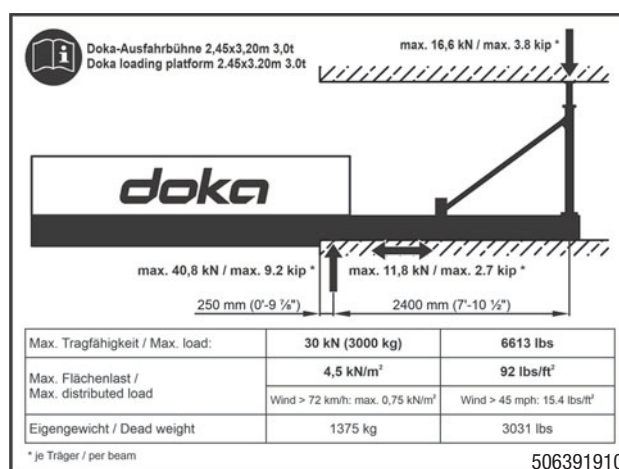 Doka-Ausfahrbühne 2,45x3,20m 3,0t
Doka loading platform 2.45x3.20m 3.0t
max. 16,6 kN / max. 3.8 kip *
doka
max. 40,8 kN / max. 9.2 kip *
max. 11,8 kN / max. 2.7 kip *
250 mm (0'-9 ⅞")
2400 mm (7'-10 ½")
Max. Tragfähigkeit / Max. load:
30 kN (3000 kg)
6613 lbs
Max. Flächenlast /
Max. distributed load
4,5 kN/m²
92 lbs/ft²
Wind > 72 km/h: max. 0,75 kN/m²
Wind > 45 mph: 15.4 lbs/ft²
Eigengewicht / Dead weight
1375 kg
3031 lbs
* je Träger / per beam
506391910